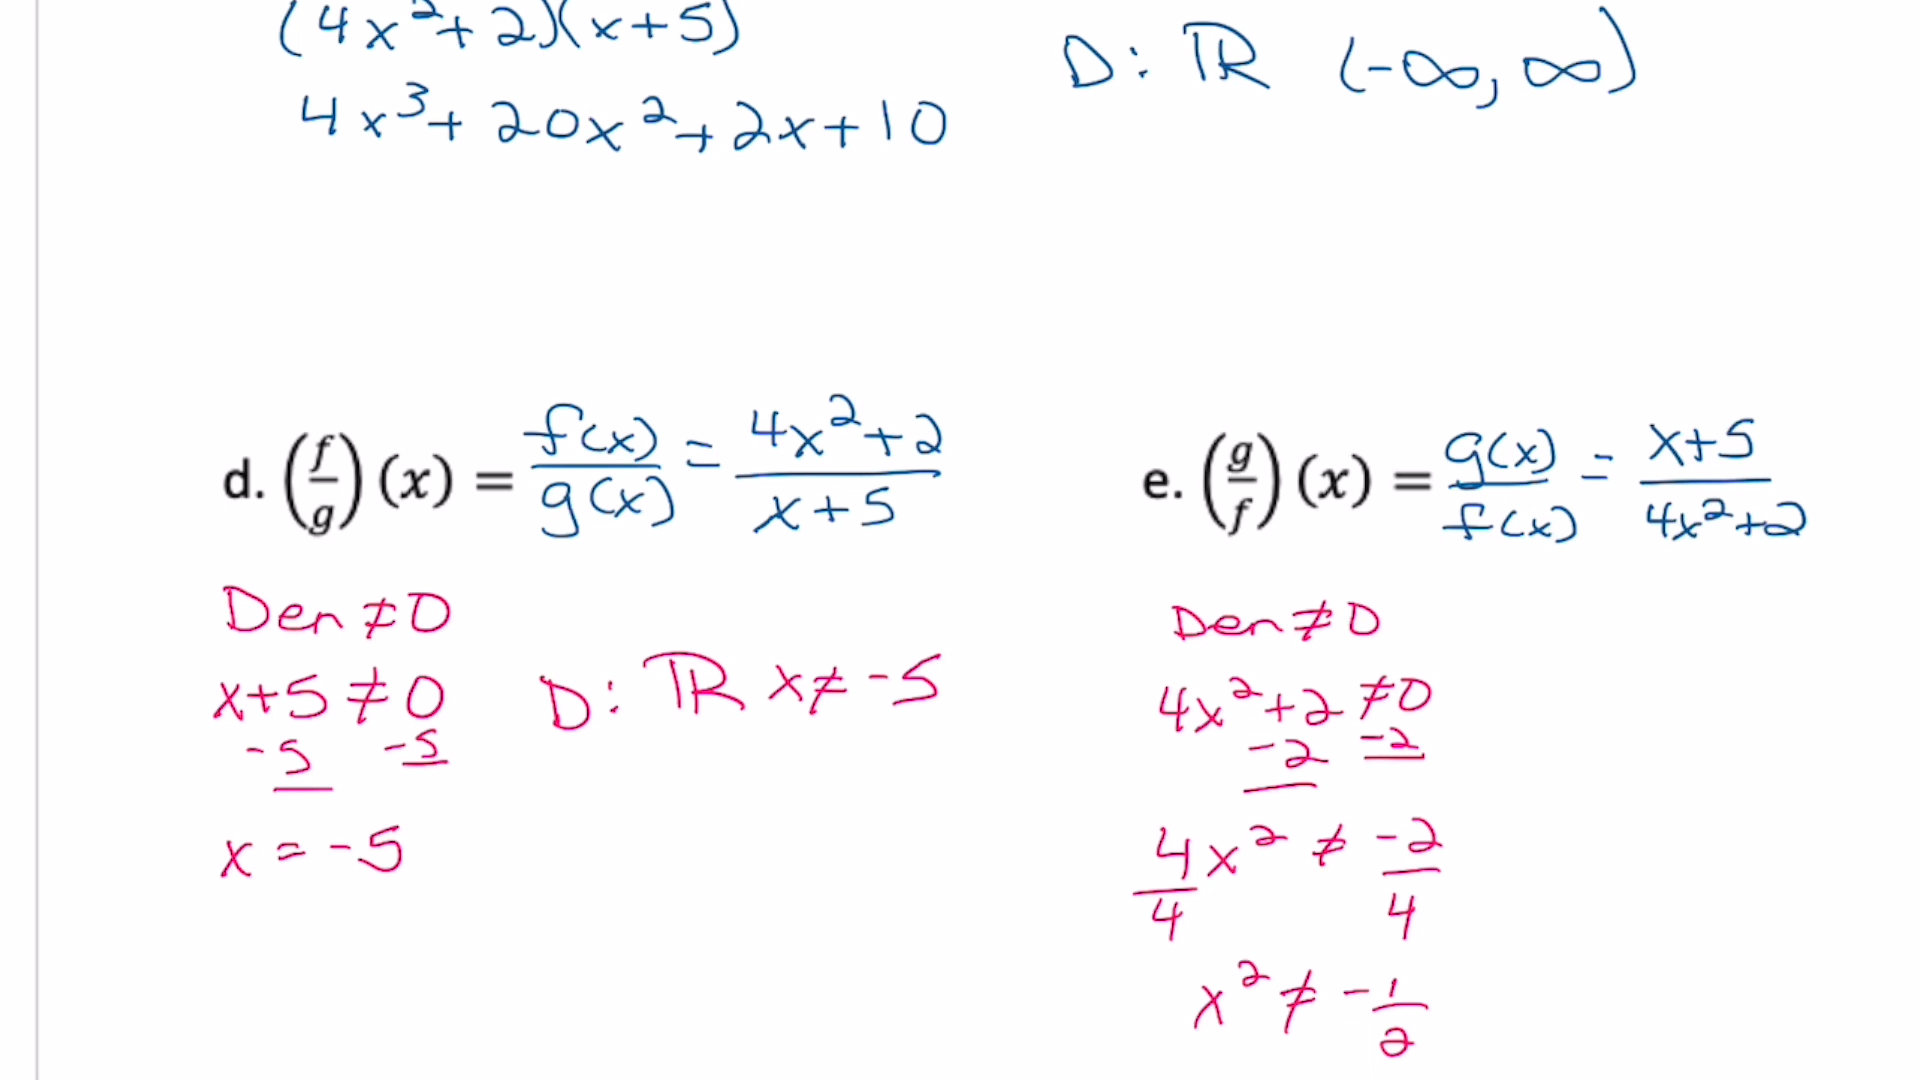 (4x²+2)(x+5)
4x³+20x²+2x+10
D: ℝ (-∞, ∞)
d. (f/g)(x) = f(x)/g(x) = (4x²+2)/(x+5)
Den ≠ 0
x+5 ≠ 0
-5 -5
x = -5
D: ℝ x ≠ -5
e. (g/f)(x) = g(x)/f(x) = (x+5)/(4x²+2)
Den ≠ 0
4x²+2 ≠ 0
-2 -2
4x²/4 ≠ -2/4
x² ≠ -1/2